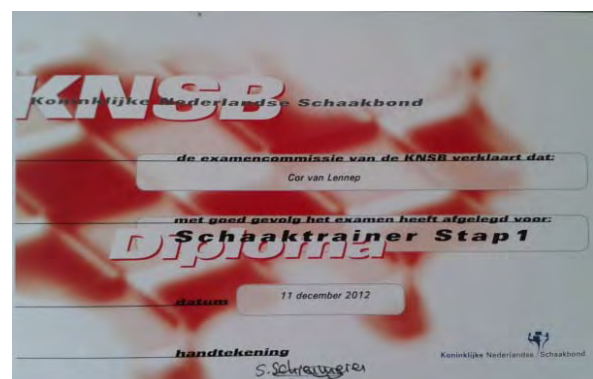 KNSB
Koninklijke Nederlandse Schaakbond
de examencommissie van de KNSB verklaart dat:
Cor van Lennep
met goed gevolg het examen heeft afgelegd voor:
Diploma
Schaaktrainer Stap1
datum
11 december 2012
handtekening
S.
Koninklijke Nederlandse Schaakbond